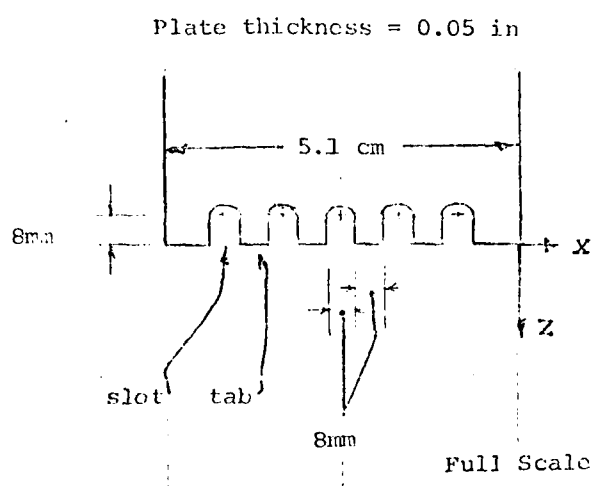 Plate thickness = 0.05 in
5.1 cm
8mm
X
Z
slot tab
8mm
Full Scale